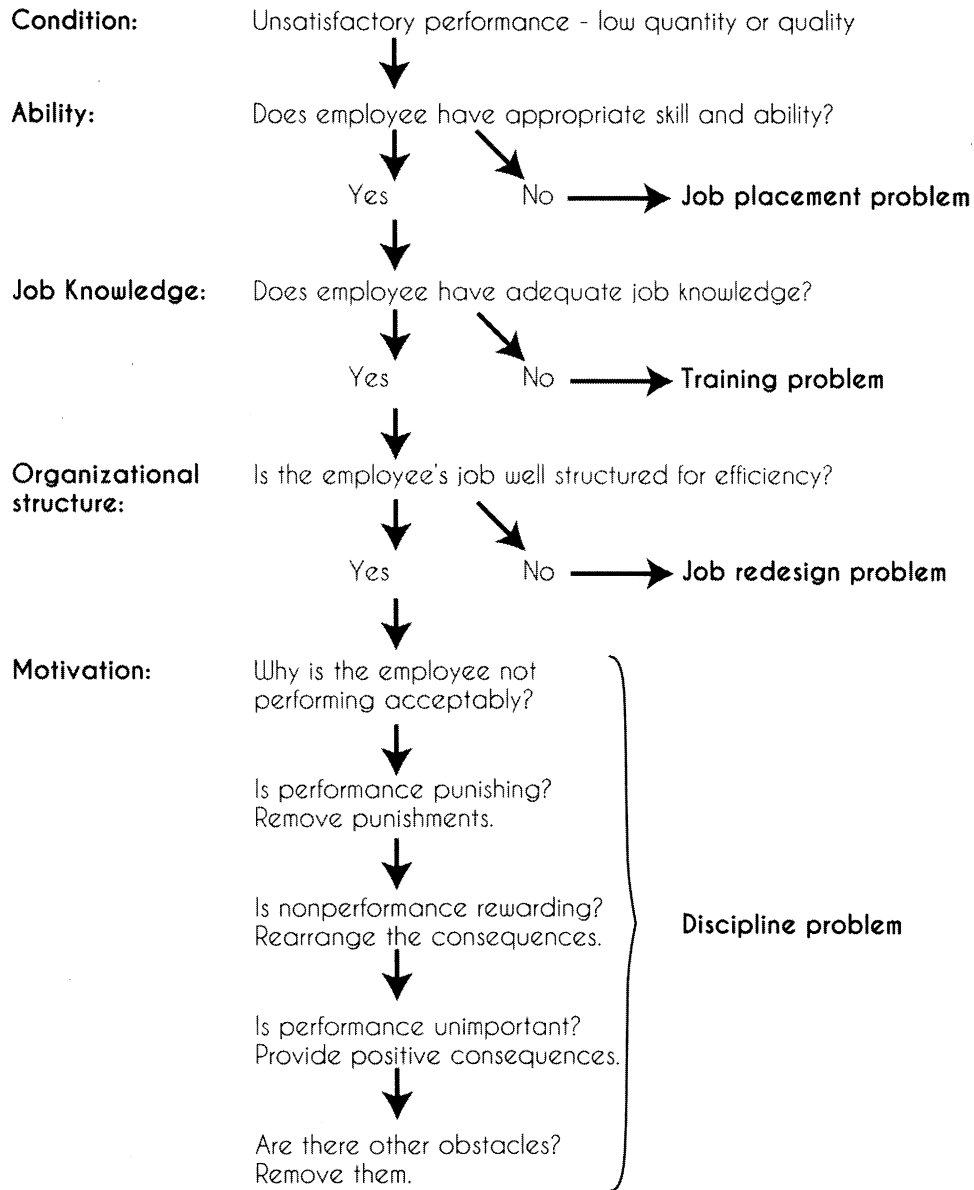 Condition: Unsatisfactory performance - low quantity or quality
Ability: Does employee have appropriate skill and ability?
Yes No Job placement problem
Job Knowledge: Does employee have adequate job knowledge?
Yes No Training problem
Organizational Is the employee's job well structured for efficiency?
structure:
Yes No Job redesign problem
Motivation: Why is the employee not
performing acceptably?
Is performance punishing?
Remove punishments.
Is nonperformance rewarding?
Rearrange the consequences.
Discipline problem
Is performance unimportant?
Provide positive consequences.
Are there other obstacles?
Remove them.